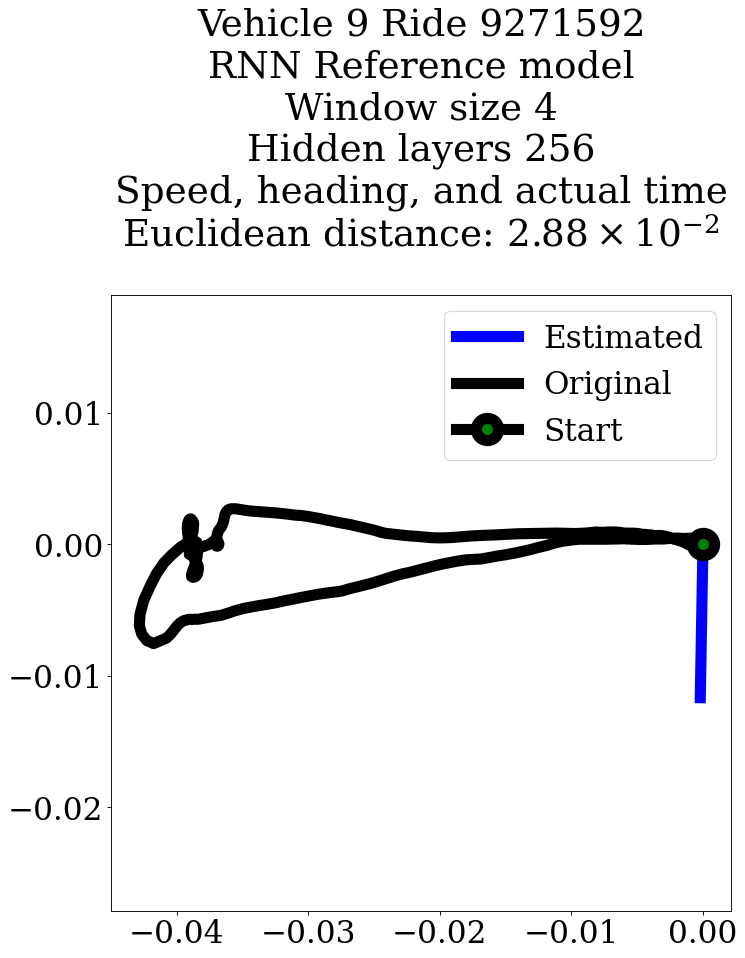 Vehicle 9 Ride 9271592
RNN Reference model
Window size 4
Hidden layers 256
Speed, heading, and actual time
Euclidean distance: 2.88 × 10⁻²
Estimated
Original
Start
0.01
0.00
−0.01
−0.02
−0.04 −0.03 −0.02 −0.01 0.00